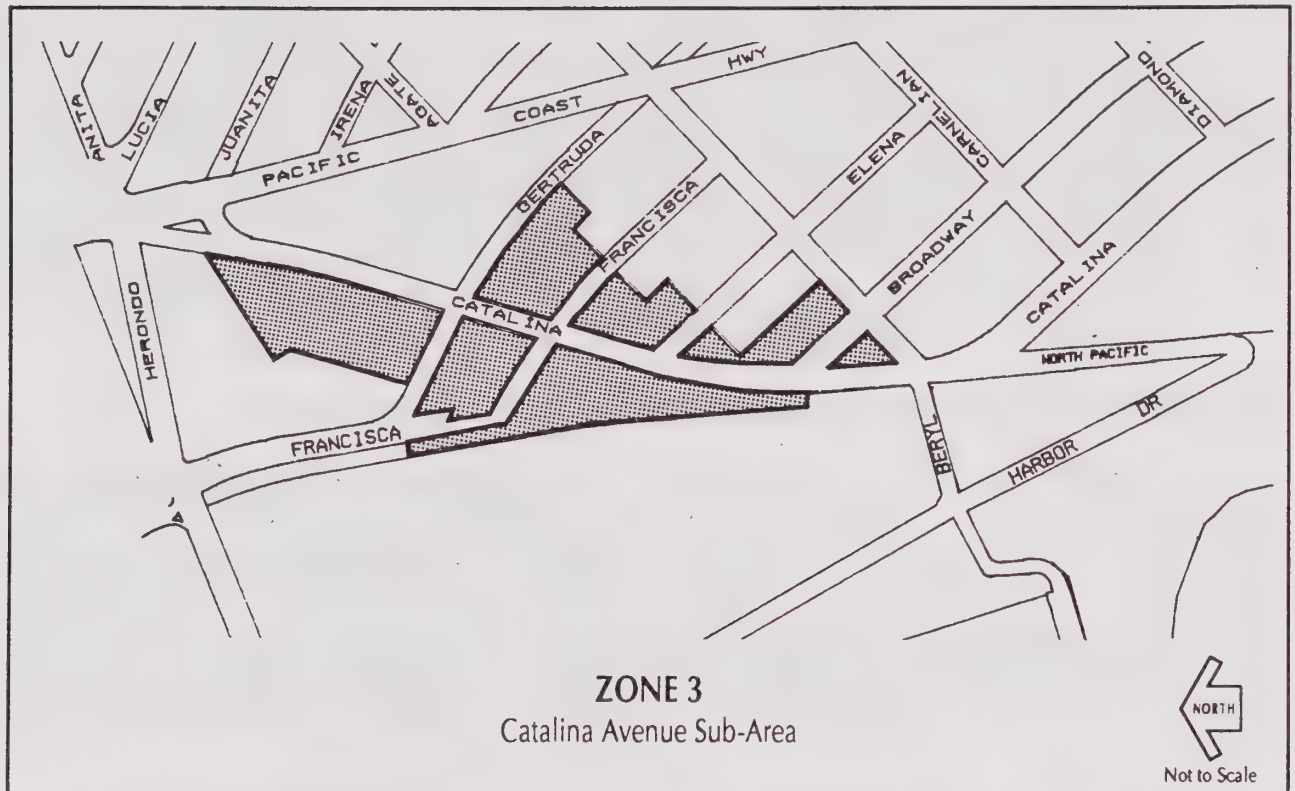 ANITA
LUCIA
JUANITA
IRENA
AGATE
PACIFIC
COAST
HWY
GERTRUDA
FRANCISCA
ELENA
CARNELIAN
DIAMOND
BROADWAY
CATALINA
CATALINA
HERONDO
FRANCISCA
NORTH PACIFIC
BERYL
HARBOR
DR
ZONE 3
Catalina Avenue Sub-Area
NORTH
Not to Scale